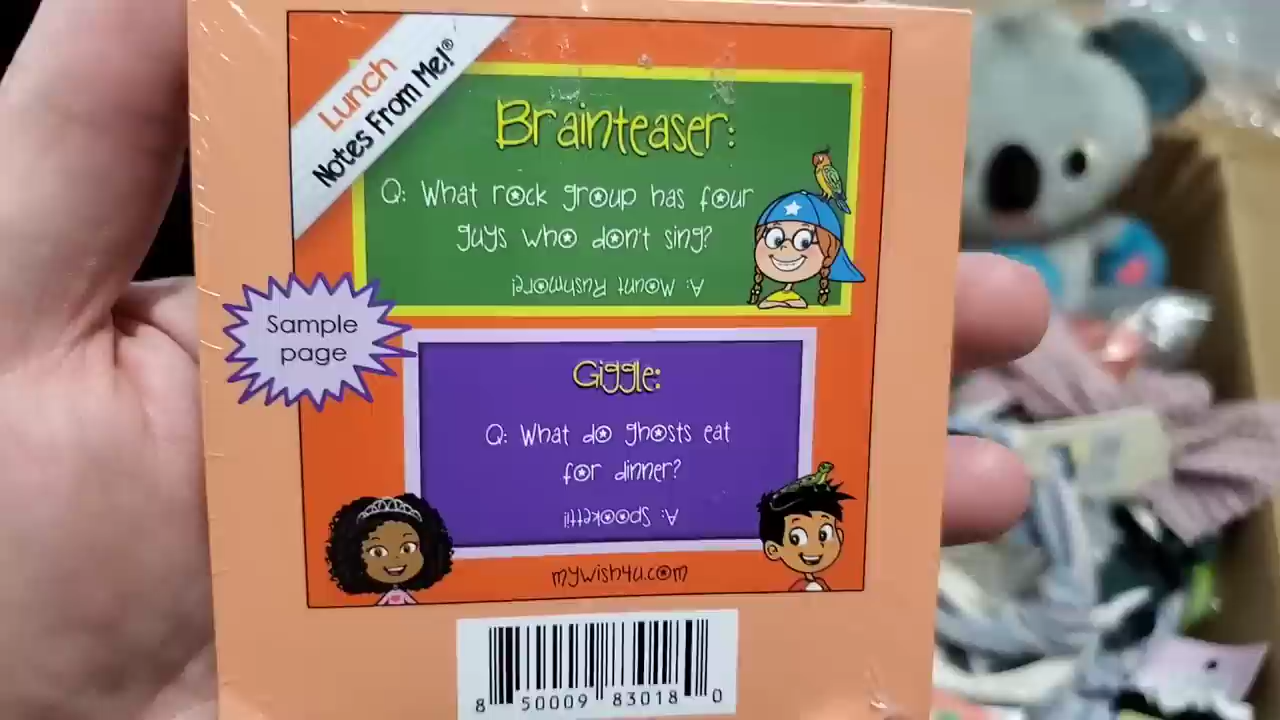 Lunch
Notes From Me!®
Brainteaser:
Q: What rock group has four
guys who don't sing?
A: Mount Rushmore!
Sample
page
Giggle:
Q: What do ghosts eat
for dinner?
A: Spooketti!
mywish4u.com
8 50009 83018 0